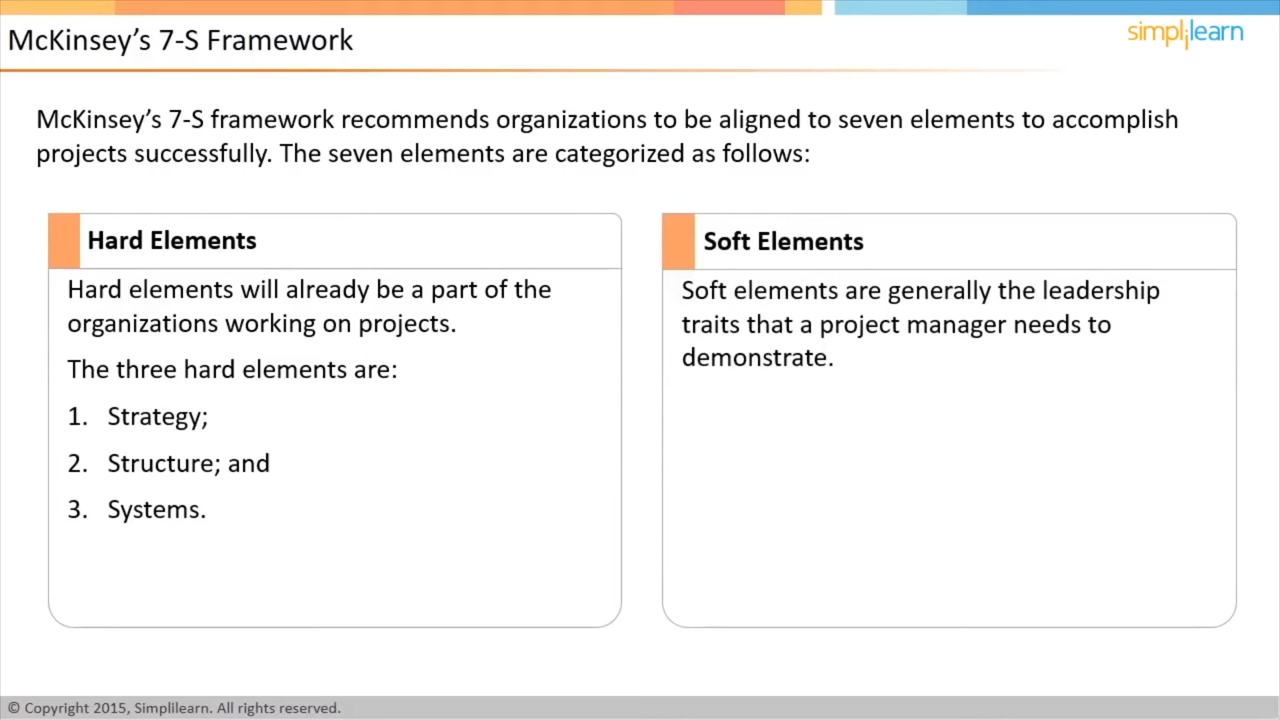 McKinsey's 7-S Framework
simplilearn
McKinsey's 7-S framework recommends organizations to be aligned to seven elements to accomplish
projects successfully. The seven elements are categorized as follows:
Hard Elements
Hard elements will already be a part of the
organizations working on projects.
The three hard elements are:
1. Strategy;
2. Structure; and
3. Systems.
Soft Elements
Soft elements are generally the leadership
traits that a project manager needs to
demonstrate.
© Copyright 2015, Simplilearn. All rights reserved.